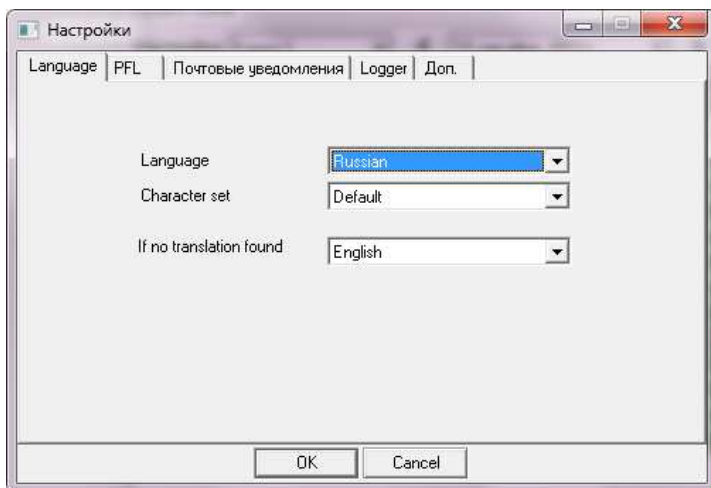 Настройки
Language PFL Почтовые уведомления Logger Доп.
Language Russian
Character set Default
If no translation found English
OK Cancel